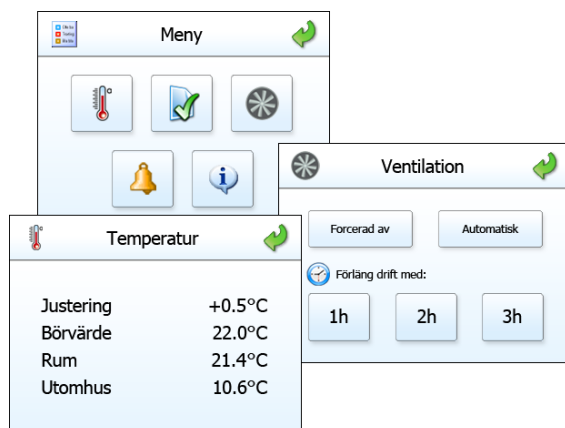 Meny
Ventilation
Forcerad av Automatisk
Förläng drift med:
1h 2h 3h
Temperatur
Justering +0.5°C
Börvärde 22.0°C
Rum 21.4°C
Utomhus 10.6°C